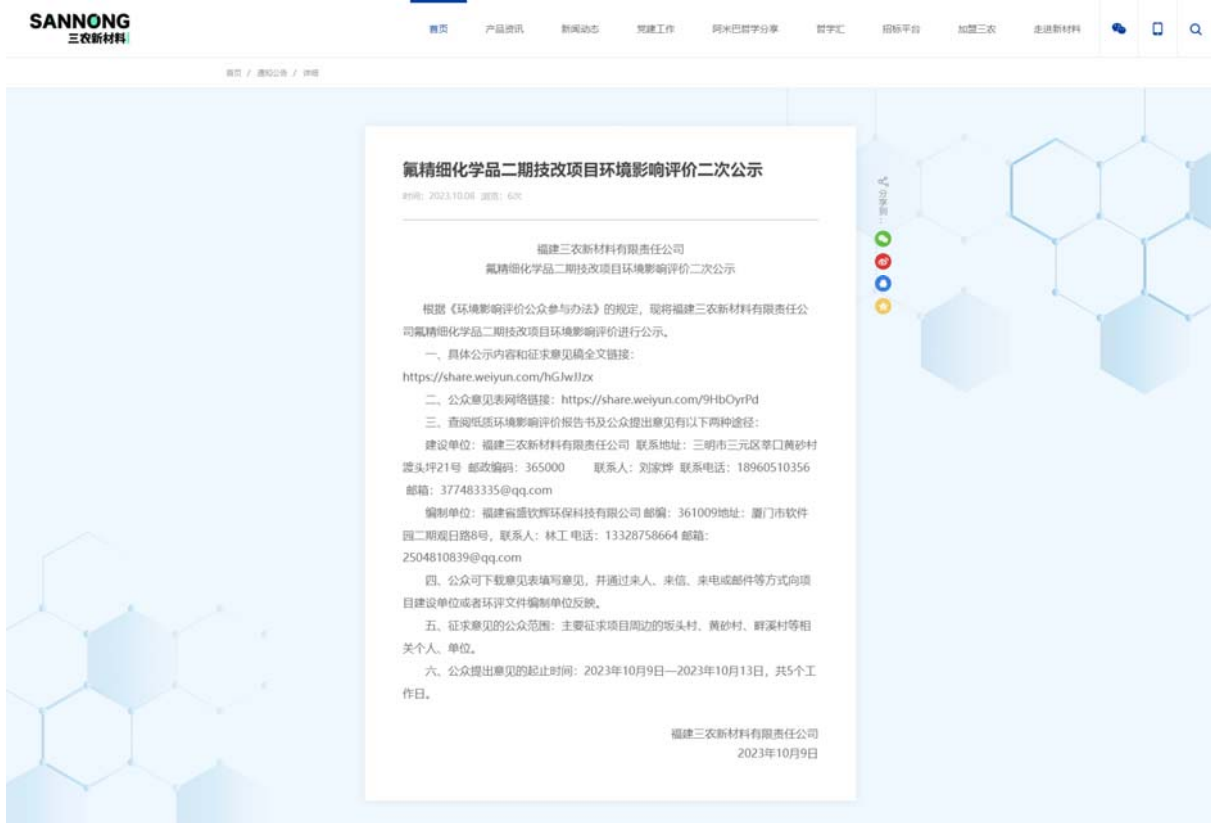 SANNONG
三农新材料
首页 产品资讯 新闻动态 党建工作 阿米巴哲学分享 哲学汇 招标平台 加盟三农 走进新材料
首页 / 通知公告 / 详细
氟精细化学品二期技改项目环境影响评价二次公示
时间：2023.10.08 浏览：6次
分享到：
福建三农新材料有限责任公司
氟精细化学品二期技改项目环境影响评价二次公示
根据《环境影响评价公众参与办法》的规定，现将福建三农新材料有限责任公
司氟精细化学品二期技改项目环境影响评价进行公示。
一、具体公示内容和征求意见稿全文链接：
https://share.weiyun.com/hGJwJJzx
二、公众意见表网络链接：https://share.weiyun.com/9HbOyrPd
三、查阅纸质环境影响评价报告书及公众提出意见有以下两种途径：
建设单位：福建三农新材料有限责任公司 联系地址：三明市三元区莘口黄砂村
渡头坪21号 邮政编码：365000 联系人：刘家烨 联系电话：18960510356
邮箱：377483335@qq.com
编制单位：福建省盛钦辉环保科技有限公司 邮编：361009地址：厦门市软件
园二期观日路8号，联系人：林工 电话：13328758664 邮箱：
2504810839@qq.com
四、公众可下载意见表填写意见，并通过来人、来信、来电或邮件等方式向项
目建设单位或者环评文件编制单位反映。
五、征求意见的公众范围：主要征求项目周边的坂头村、黄砂村、衅溪村等相
关个人、单位。
六、公众提出意见的起止时间：2023年10月9日—2023年10月13日，共5个工
作日。
福建三农新材料有限责任公司
2023年10月9日